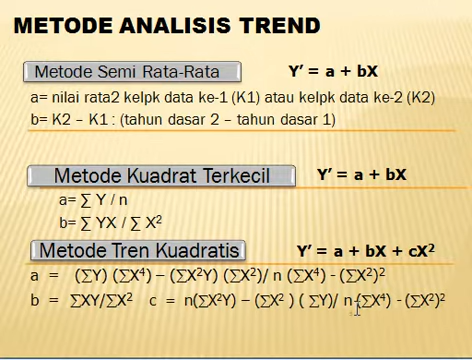 METODE ANALISIS TREND
Metode Semi Rata-Rata Y’ = a + bX
a= nilai rata2 kelpk data ke-1 (K1) atau kelpk data ke-2 (K2)
b= K2 – K1 : (tahun dasar 2 – tahun dasar 1)
Metode Kuadrat Terkecil Y’ = a + bX
a= ∑ Y / n
b= ∑ YX / ∑ X²
Metode Tren Kuadratis Y’ = a + bX + cX²
a = (∑Y) (∑X⁴) – (∑X²Y) (∑X²)/ n (∑X⁴) - (∑X²)²
b = ∑XY/∑X² c = n(∑X²Y) – (∑X² ) ( ∑Y)/ n (∑X⁴) - (∑X²)²